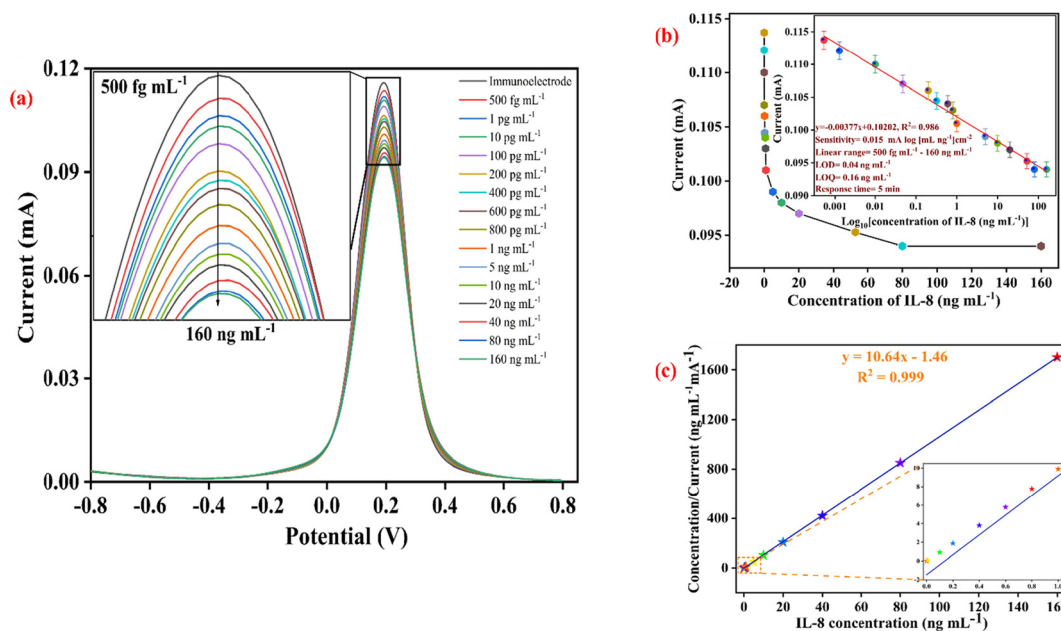 (a)
Current (mA)
0.12
0.09
0.06
0.03
0.00
-0.8
-0.6
-0.4
-0.2
0.0
0.2
0.4
0.6
0.8
Potential (V)
500 fg mL⁻¹
160 ng mL⁻¹
Immunoelectrode
500 fg mL⁻¹
1 pg mL⁻¹
10 pg mL⁻¹
100 pg mL⁻¹
200 pg mL⁻¹
400 pg mL⁻¹
600 pg mL⁻¹
800 pg mL⁻¹
1 ng mL⁻¹
5 ng mL⁻¹
10 ng mL⁻¹
20 ng mL⁻¹
40 ng mL⁻¹
80 ng mL⁻¹
160 ng mL⁻¹
(b)
Current (mA)
0.115
0.110
0.105
0.100
0.095
-20
0
20
40
60
80
100
120
140
160
Concentration of IL-8 (ng mL⁻¹)
Current (mA)
0.115
0.110
0.105
0.100
0.095
0.090
y=-0.00377x+0.10202, R²= 0.986
Sensitivity= 0.015 mA log [mL ng⁻¹]cm⁻²
Linear range= 500 fg mL⁻¹ - 160 ng mL⁻¹
LOD= 0.04 ng mL⁻¹
LOQ= 0.16 ng mL⁻¹
Response time= 5 min
0.001
0.01
0.1
1
10
100
Log₁₀[concentration of IL-8 (ng mL⁻¹)]
(c)
Concentration/Current (ng mL⁻¹mA⁻¹)
1600
1200
800
400
0
0
20
40
60
80
100
120
140
160
IL-8 concentration (ng mL⁻¹)
y = 10.64x - 1.46
R² = 0.999
10
8
6
4
2
0
-2
0.0
0.2
0.4
0.6
0.8
1.0